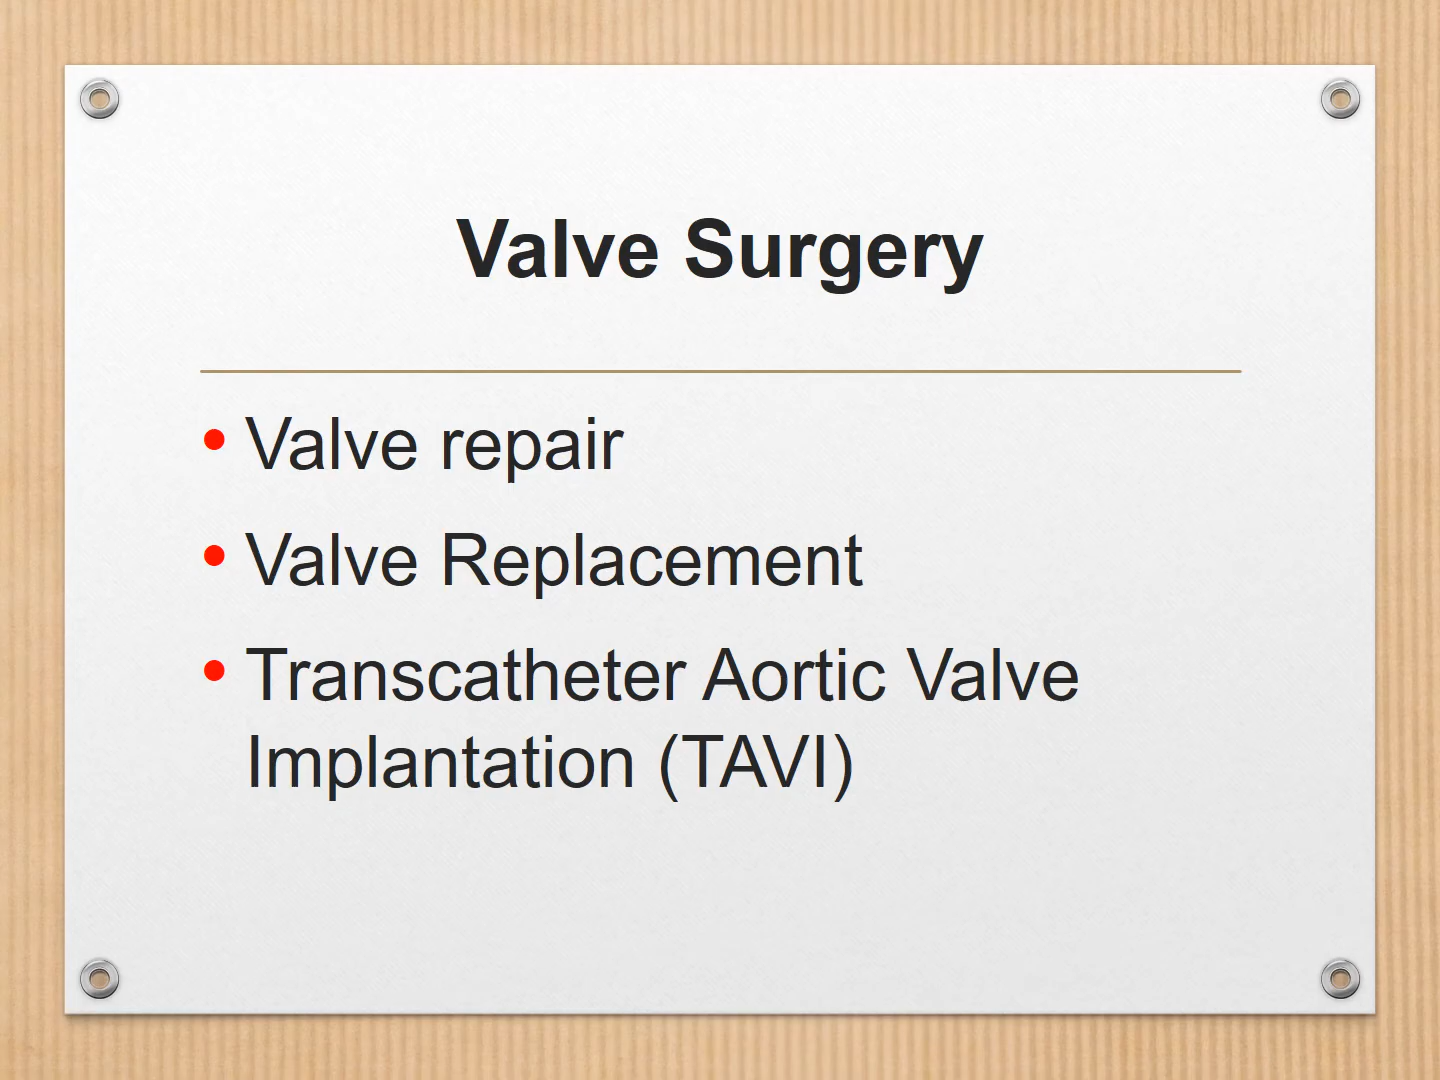 Valve Surgery
• Valve repair
• Valve Replacement
• Transcatheter Aortic Valve
Implantation (TAVI)